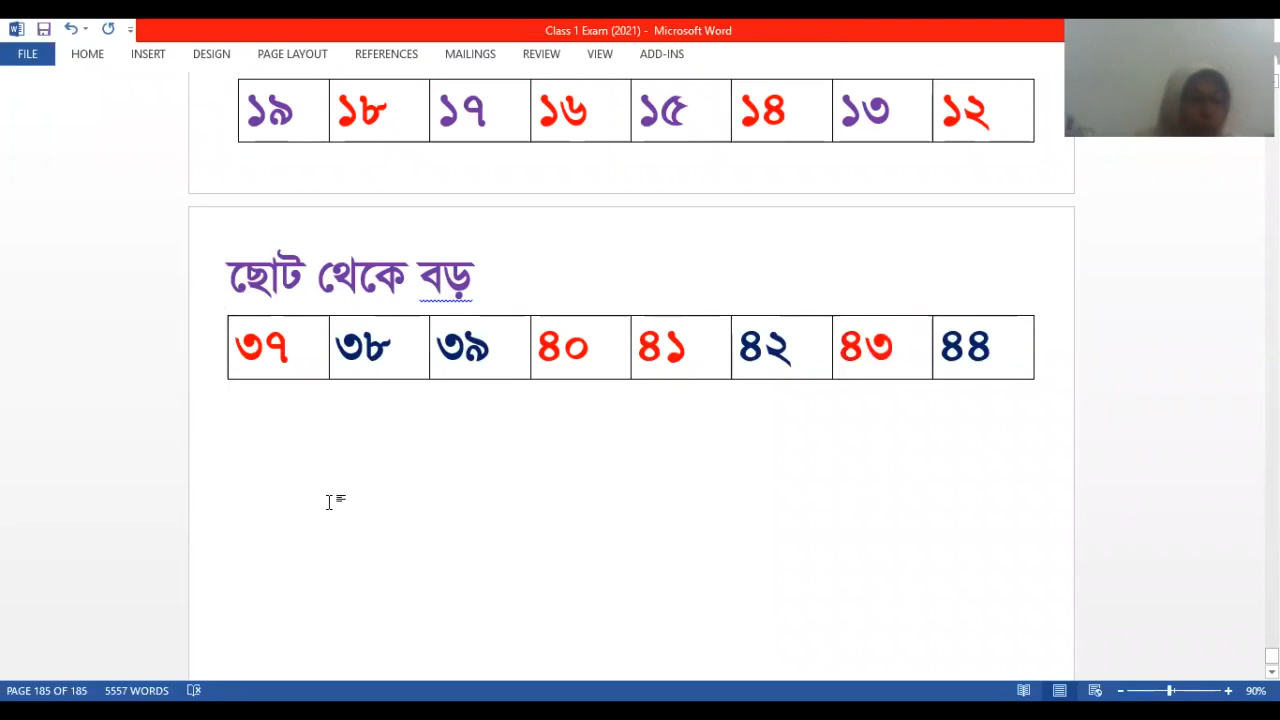 Class 1 Exam (2021) - Microsoft Word
FILE HOME INSERT DESIGN PAGE LAYOUT REFERENCES MAILINGS REVIEW VIEW ADD-INS
১৯ ১৮ ১৭ ১৬ ১৫ ১৪ ১৩ ১২
ছোট থেকে বড়
৩৭ ৩৮ ৩৯ ৪০ ৪১ ৪২ ৪৩ ৪৪
PAGE 185 OF 185 5557 WORDS 90%